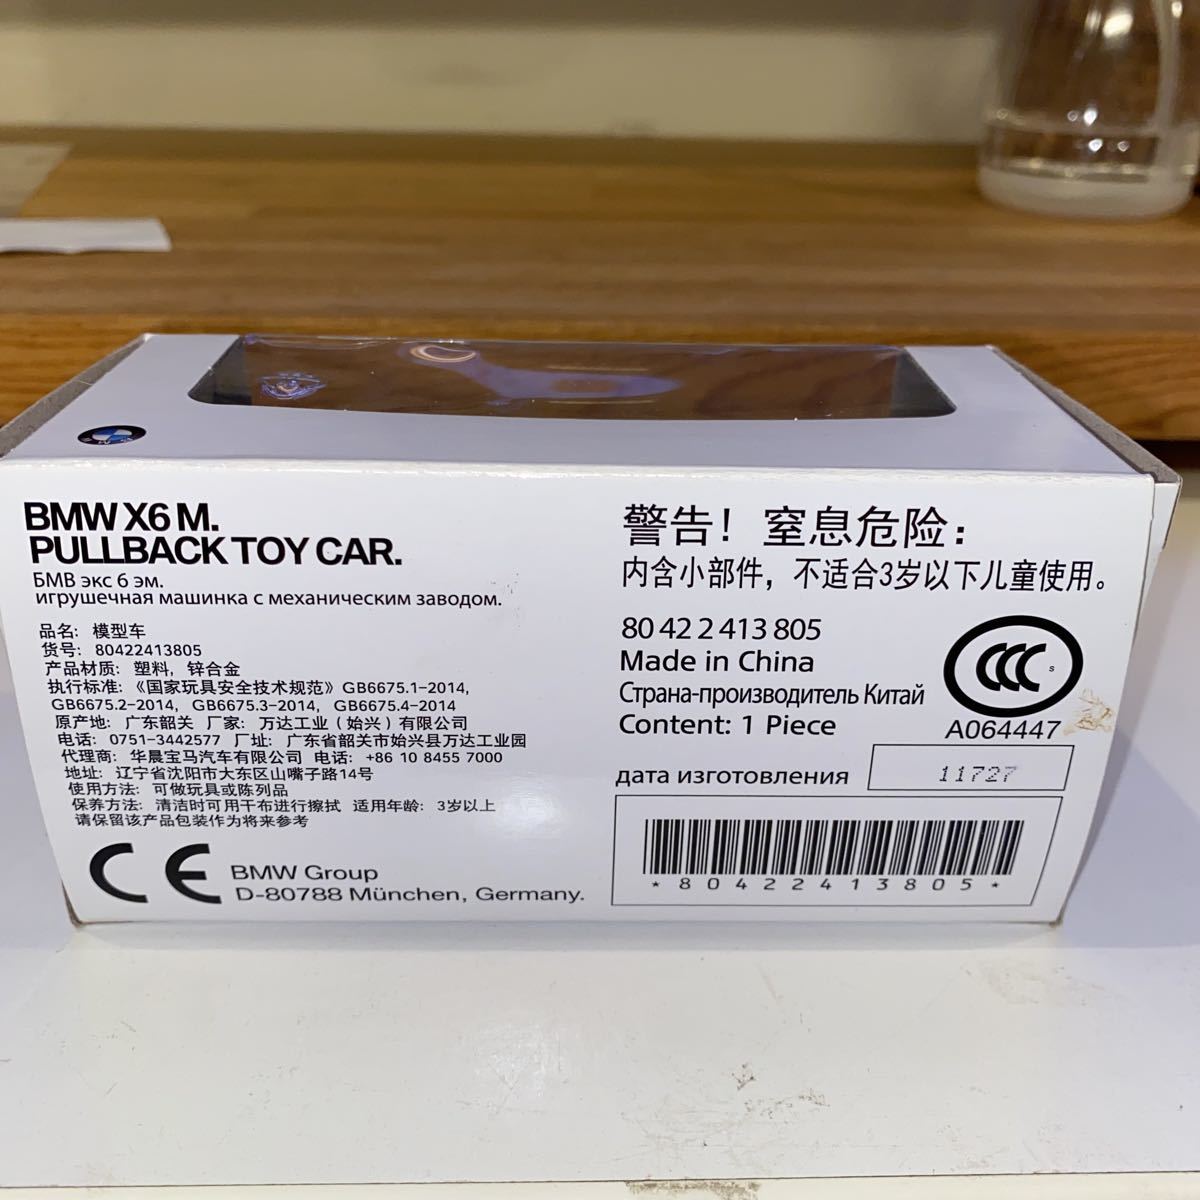 BMW X6 M.
PULLBACK TOY CAR.
БМВ экс 6 эм.
игрушечная машинка с механическим заводом.
品名：模型车
货号：80422413805
产品材质：塑料，锌合金
执行标准：《国家玩具安全技术规范》GB6675.1-2014,
GB6675.2-2014, GB6675.3-2014, GB6675.4-2014
原产地：广东韶关 厂家：万达工业（始兴）有限公司
电话：0751-3442577 厂址：广东省韶关市始兴县万达工业园
代理商：华晨宝马汽车有限公司 电话：+86 10 8455 7000
地址：辽宁省沈阳市大东区山嘴子路14号
使用方法：可做玩具或陈列品
保养方法：清洁时可用干布进行擦拭 适用年龄：3岁以上
请保留该产品包装作为将来参考
CE BMW Group
D-80788 München, Germany.
警告！窒息危险：
内含小部件，不适合3岁以下儿童使用。
80 42 2 413 805
Made in China
Страна-производитель Китай
Content: 1 Piece
CCC S
A064447
дата изготовления 11727
*80422413805*